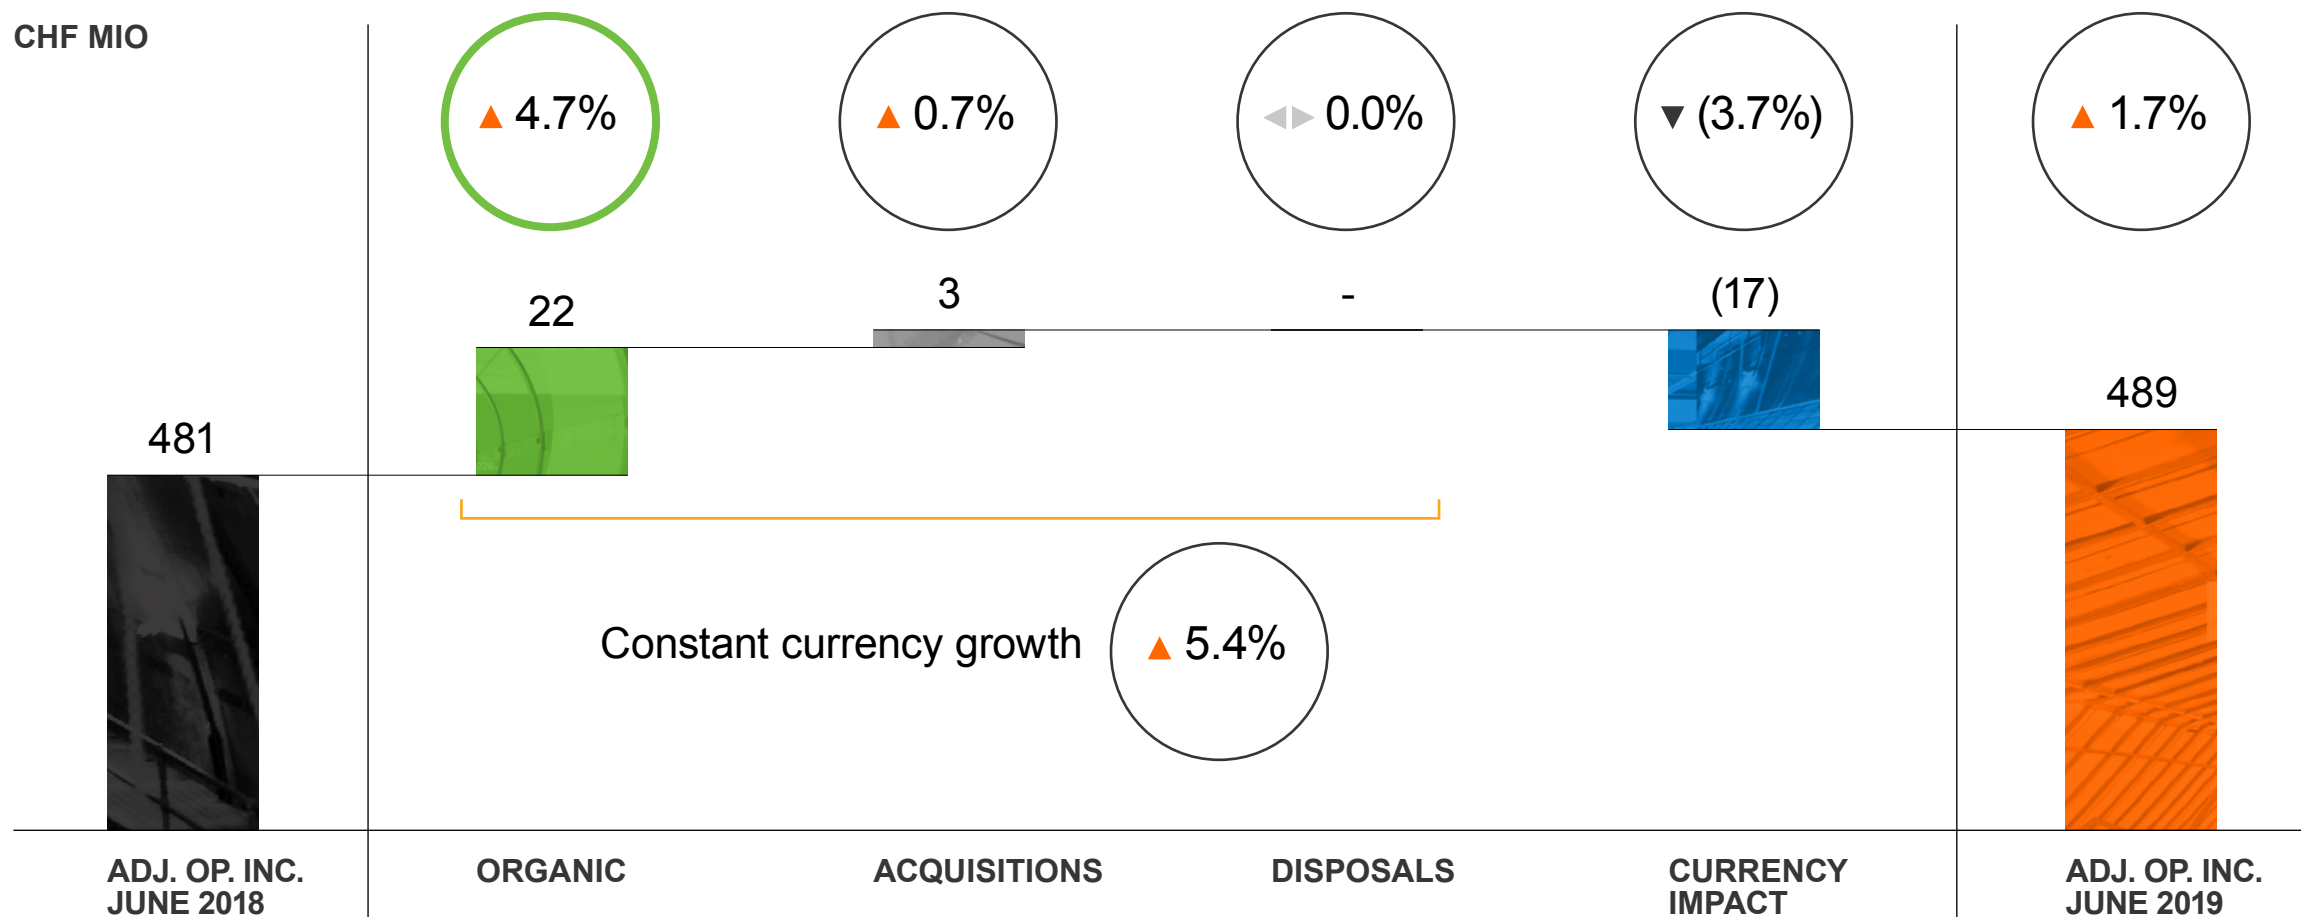 CHF MIO
▲ 4.7%
▲ 0.7%
◀▶ 0.0%
▼ (3.7%)
▲ 1.7%
481
22
3
-
(17)
489
Constant currency growth ▲ 5.4%
ADJ. OP. INC.
JUNE 2018
ORGANIC
ACQUISITIONS
DISPOSALS
CURRENCY
IMPACT
ADJ. OP. INC.
JUNE 2019